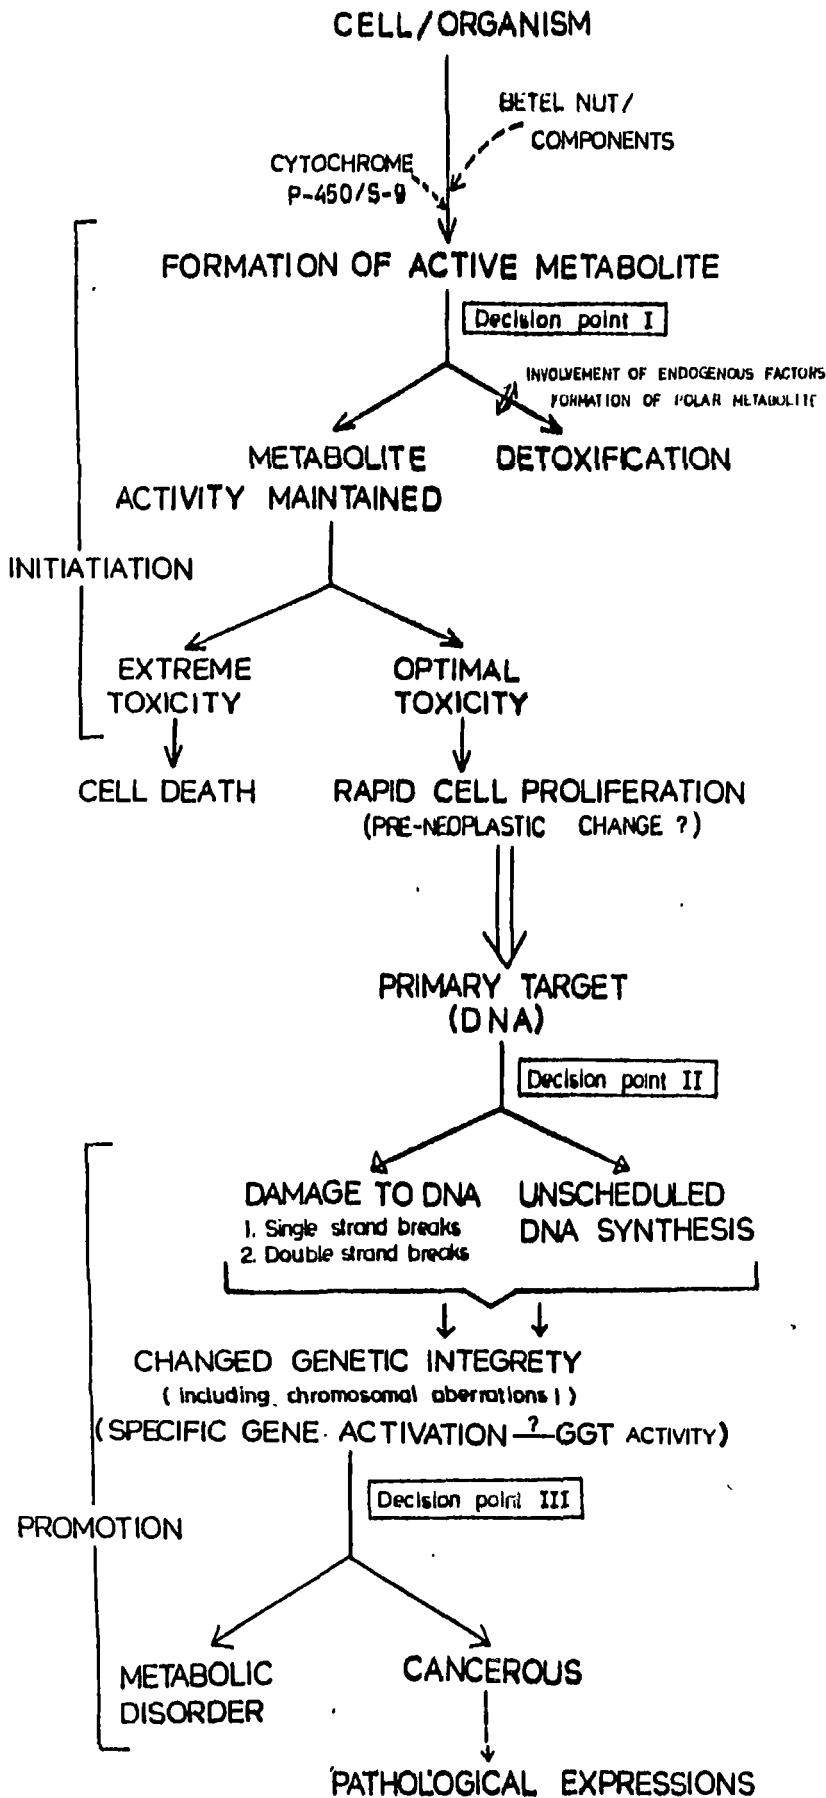 CELL/ORGANISM
BETEL NUT/
COMPONENTS
CYTOCHROME
P-450/S-9
FORMATION OF ACTIVE METABOLITE
Decision point I
INVOLVEMENT OF ENDOGENOUS FACTORS
FORMATION OF POLAR METABOLITE
METABOLITE
ACTIVITY MAINTAINED
DETOXIFICATION
INITIATIATION
EXTREME
TOXICITY
OPTIMAL
TOXICITY
CELL DEATH
RAPID CELL PROLIFERATION
(PRE-NEOPLASTIC CHANGE ?)
PRIMARY TARGET
(DNA)
Decision point II
DAMAGE TO DNA
1. Single strand breaks
2. Double strand breaks
UNSCHEDULED
DNA SYNTHESIS
CHANGED GENETIC INTEGRETY
(including chromosomal aberrations!)
(SPECIFIC GENE ACTIVATION —?— GGT ACTIVITY)
Decision point III
PROMOTION
METABOLIC
DISORDER
CANCEROUS
PATHOLOGICAL EXPRESSIONS